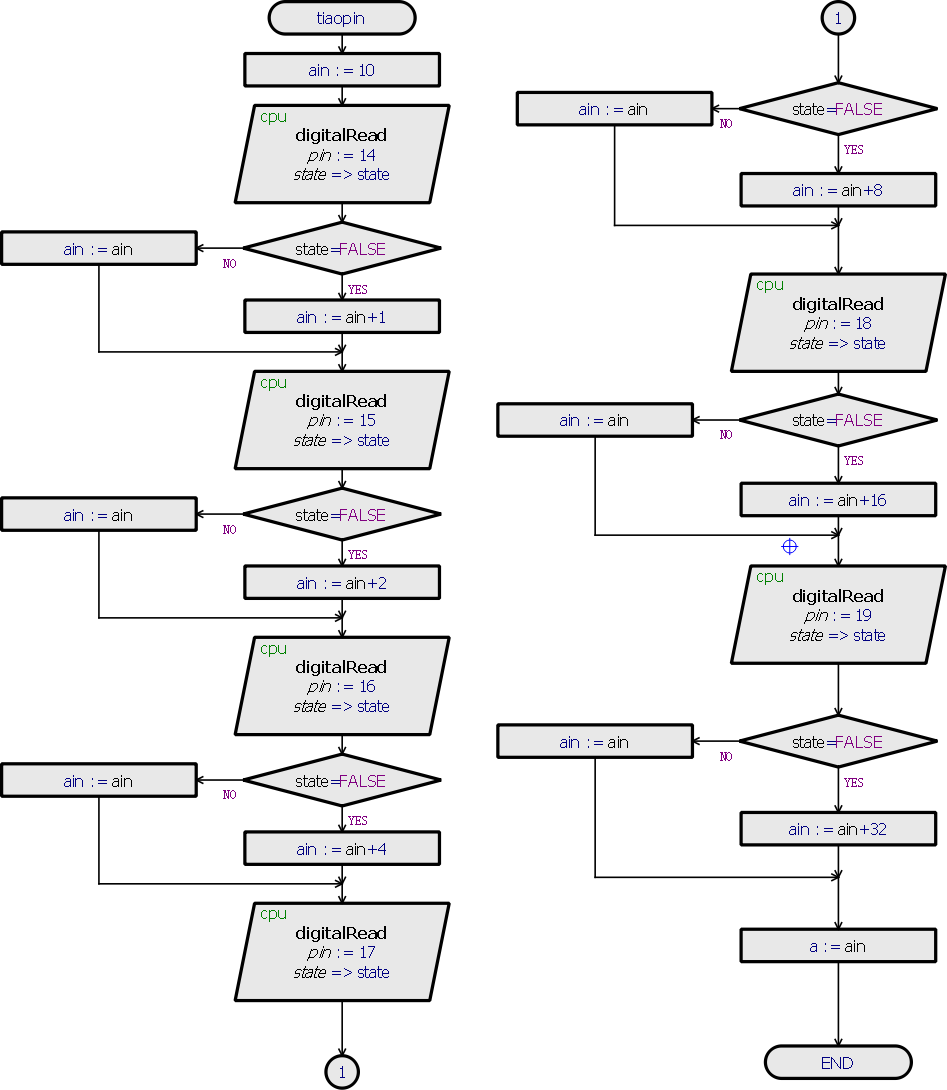 tiaopin
ain := 10
cpu
digitalRead
pin := 14
state => state
state=FALSE
ain := ain
NO
YES
ain := ain+1
cpu
digitalRead
pin := 15
state => state
state=FALSE
ain := ain
NO
YES
ain := ain+2
cpu
digitalRead
pin := 16
state => state
state=FALSE
ain := ain
NO
YES
ain := ain+4
cpu
digitalRead
pin := 17
state => state
1
1
state=FALSE
ain := ain
NO
YES
ain := ain+8
cpu
digitalRead
pin := 18
state => state
state=FALSE
ain := ain
NO
YES
ain := ain+16
cpu
digitalRead
pin := 19
state => state
state=FALSE
ain := ain
NO
YES
ain := ain+32
a := ain
END